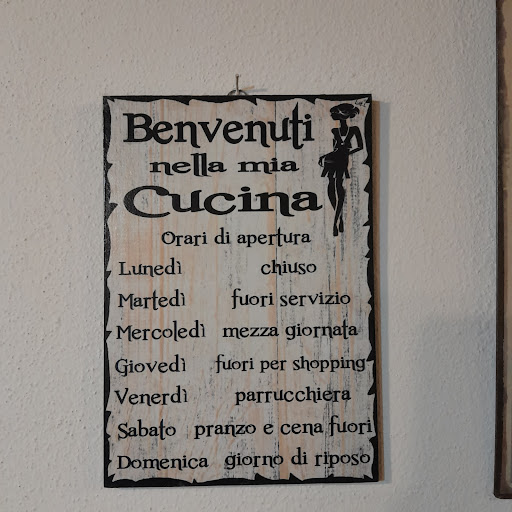 Benvenuti
nella mia
Cucina
Orari di apertura
Lunedì chiuso
Martedì fuori servizio
Mercoledì mezza giornata
Giovedì fuori per shopping
Venerdì parrucchiera
Sabato pranzo e cena fuori
Domenica giorno di riposo